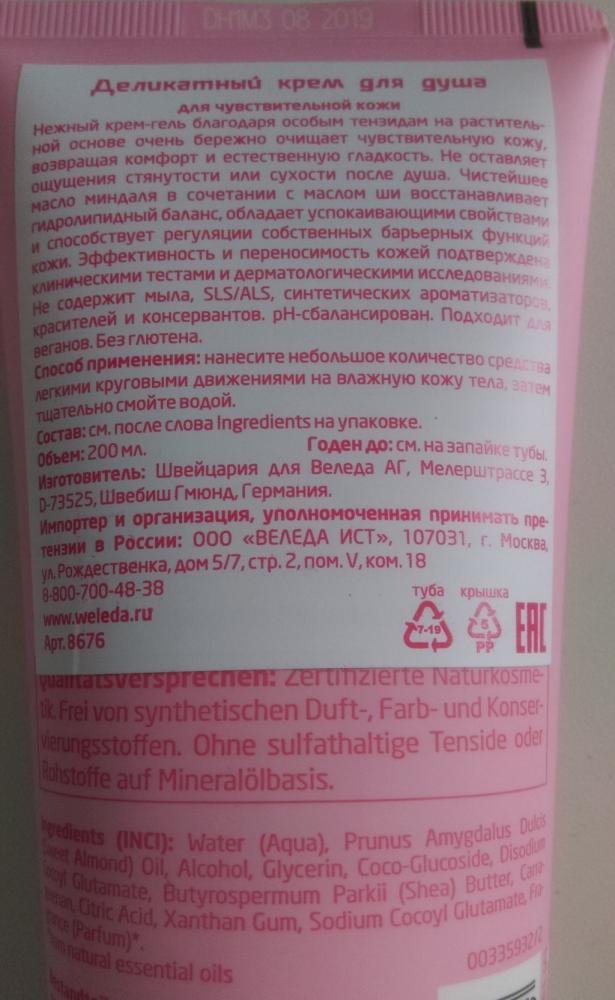 DH1M3 08 2019
Деликатный крем для душа
для чувствительной кожи
Нежный крем-гель благодаря особым тензидам на раститель-
ной основе очень бережно очищает чувствительную кожу,
возвращая комфорт и естественную гладкость. Не оставляет
ощущения стянутости или сухости после душа. Чистейшее
масло миндаля в сочетании с маслом ши восстанавливает
гидролипидный баланс, обладает успокаивающими свойствами
и способствует регуляции собственных барьерных функций
кожи. Эффективность и переносимость кожей подтверждена
клиническими тестами и дерматологическими исследованиями.
Не содержит мыла, SLS/ALS, синтетических ароматизаторов,
красителей и консервантов. pH-сбалансирован. Подходит для
веганов. Без глютена.
Способ применения: нанесите небольшое количество средства
легкими круговыми движениями на влажную кожу тела, затем
тщательно смойте водой.
Состав: см. после слова Ingredients на упаковке.
Объем: 200 мл. Годен до: см. на запайке тубы.
Изготовитель: Швейцария для Веледа АГ, Мелерштрассе 3,
D-73525, Швебиш Гмюнд, Германия.
Импортер и организация, уполномоченная принимать пре-
тензии в России: ООО «ВЕЛЕДА ИСТ», 107031, г. Москва,
ул. Рождественка, дом 5/7, стр. 2, пом. V, ком. 18
8-800-700-48-38
www.weleda.ru
Арт. 8676
туба крышка
7-19 5 EAC
PP
Qualitätsversprechen: Zertifizierte Naturkosme-
tik. Frei von synthetischen Duft-, Farb- und Konser-
vierungsstoffen. Ohne sulfathaltige Tenside oder
Rohstoffe auf Mineralölbasis.
Ingredients (INCI): Water (Aqua), Prunus Amygdalus Dulcis
(Sweet Almond) Oil, Alcohol, Glycerin, Coco-Glucoside, Disodium
Cocoyl Glutamate, Butyrospermum Parkii (Shea) Butter, Carra-
geenan, Citric Acid, Xanthan Gum, Sodium Cocoyl Glutamate, Fra-
grance (Parfum)*.
*from natural essential oils
00335932/2